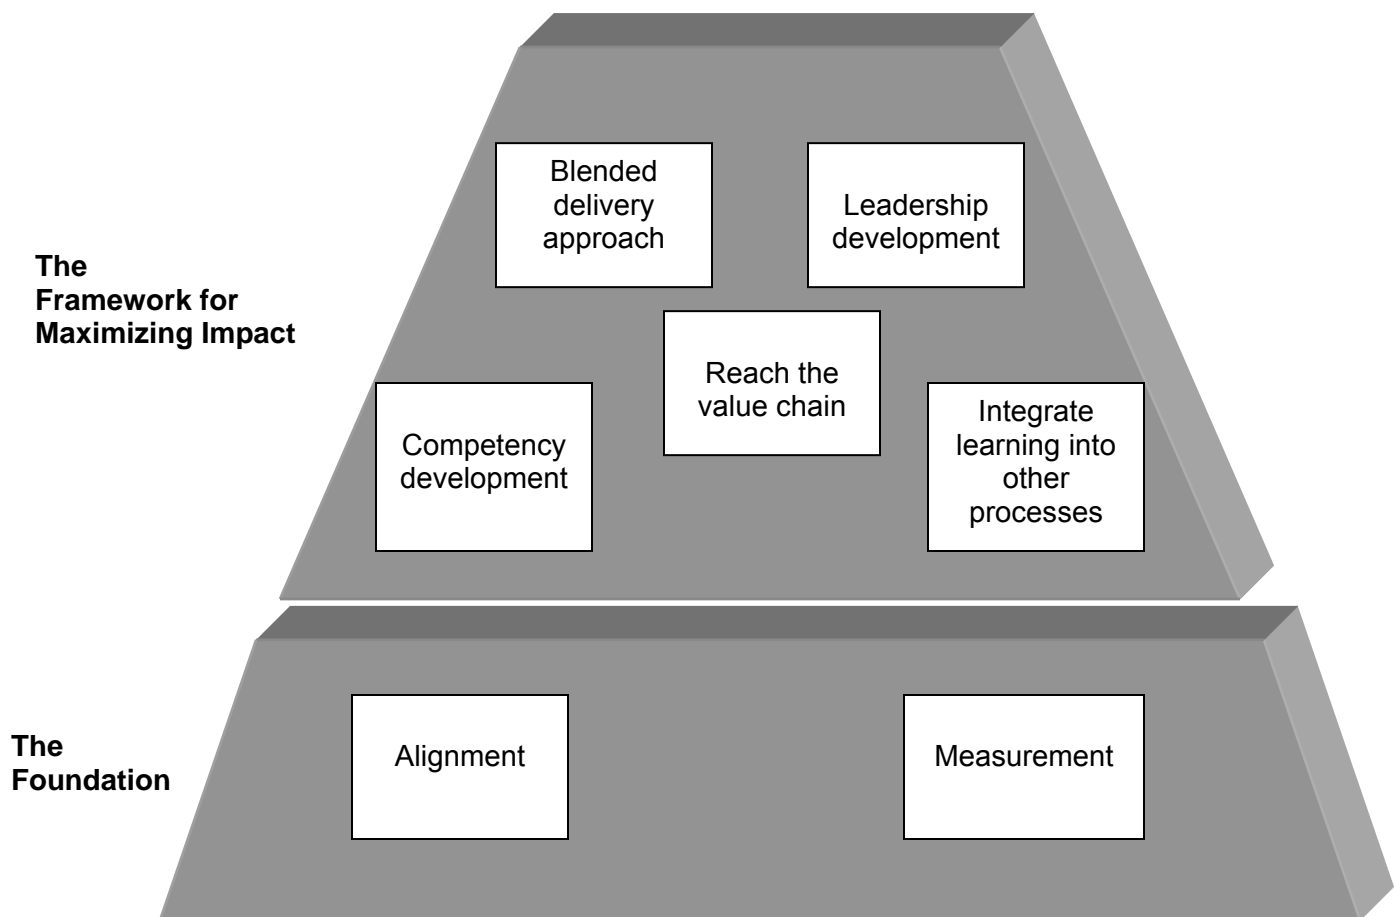 Blended
delivery
approach
Leadership
development
The
Framework for
Maximizing Impact
Reach the
value chain
Competency
development
Integrate
learning into
other
processes
The
Foundation
Alignment
Measurement